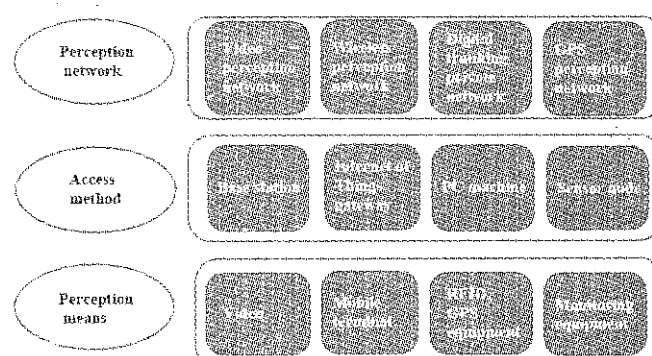 Perception
network
Video
perception
network
Wireless
perception
network
Digital
trunking
access
network
GPS
perception
network
Access
method
Base station
Internet of
Things
gateway
PC machine
Sensor node
Perception
means
Video
Mobile
terminal
RFID,
GPS
equipment
Monitoring
equipment